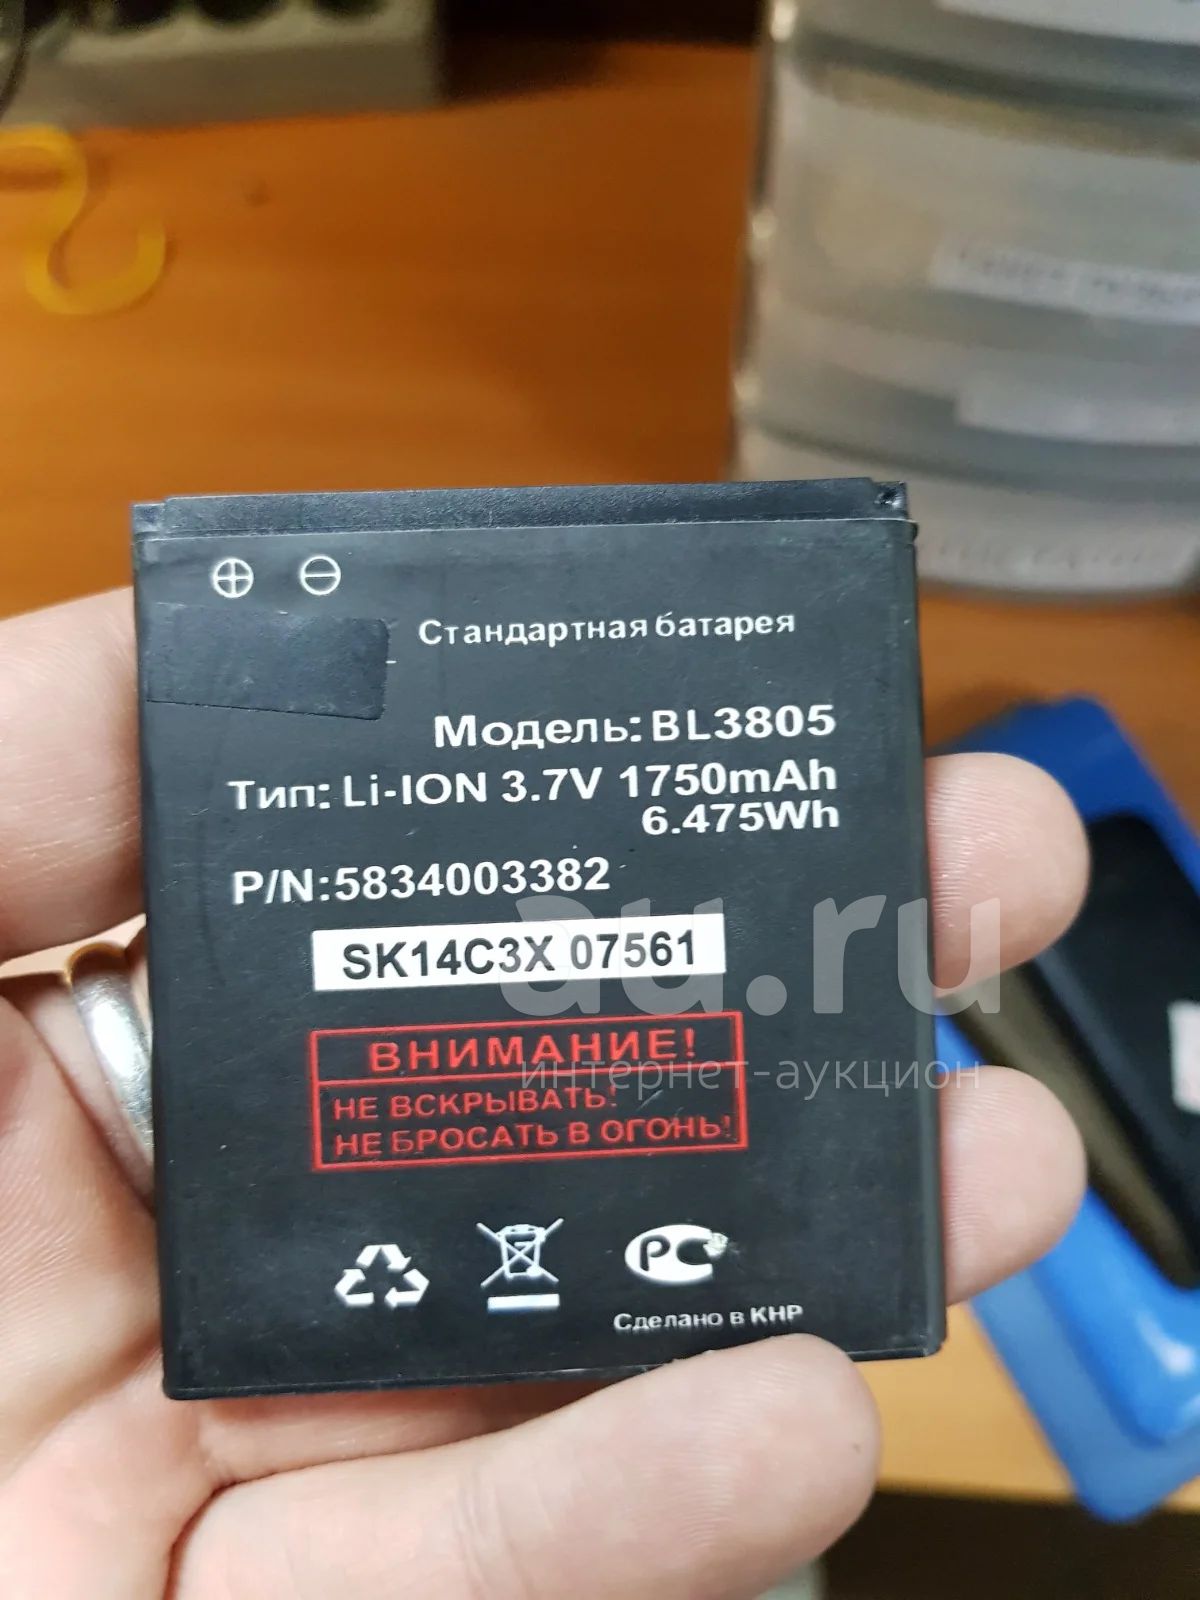 Стандартная батарея
Модель: BL3805
Тип: Li-ION 3.7V 1750mAh
6.475Wh
P/N:5834003382
SK14C3X 07561
au.ru
ВНИМАНИЕ!
интернет-аукцион
НЕ ВСКРЫВАТЬ!
НЕ БРОСАТЬ В ОГОНЬ!
РС
Сделано в КНР